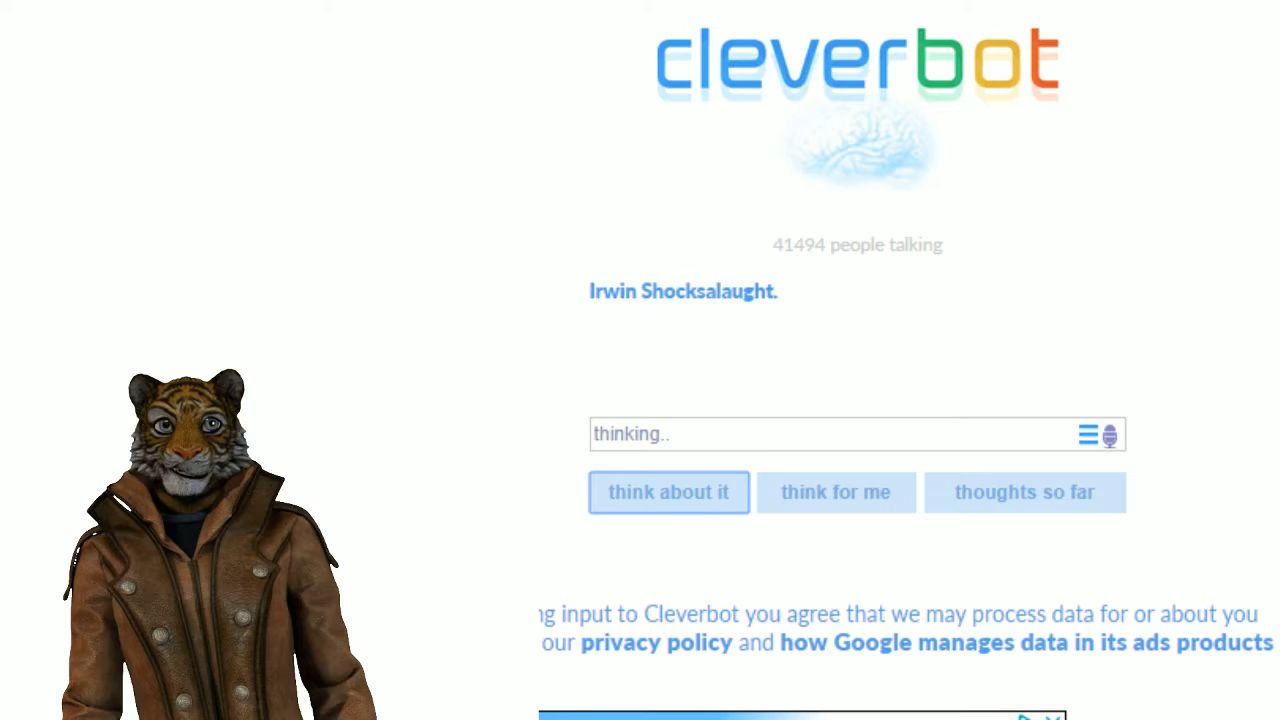 cleverbot
41494 people talking
Irwin Shocksalaught.
thinking..
think about it
think for me
thoughts so far
ng input to Cleverbot you agree that we may process data for or about you
our privacy policy and how Google manages data in its ads products